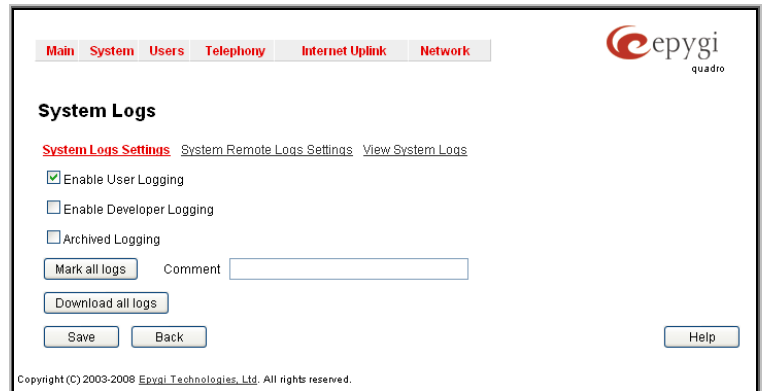 Main System Users Telephony Internet Uplink Network
epygi
quadro
System Logs
System Logs Settings System Remote Logs Settings View System Logs
Enable User Logging
Enable Developer Logging
Archived Logging
Mark all logs Comment
Download all logs
Save Back Help
Copyright (C) 2003-2008 Epygi Technologies, Ltd. All rights reserved.